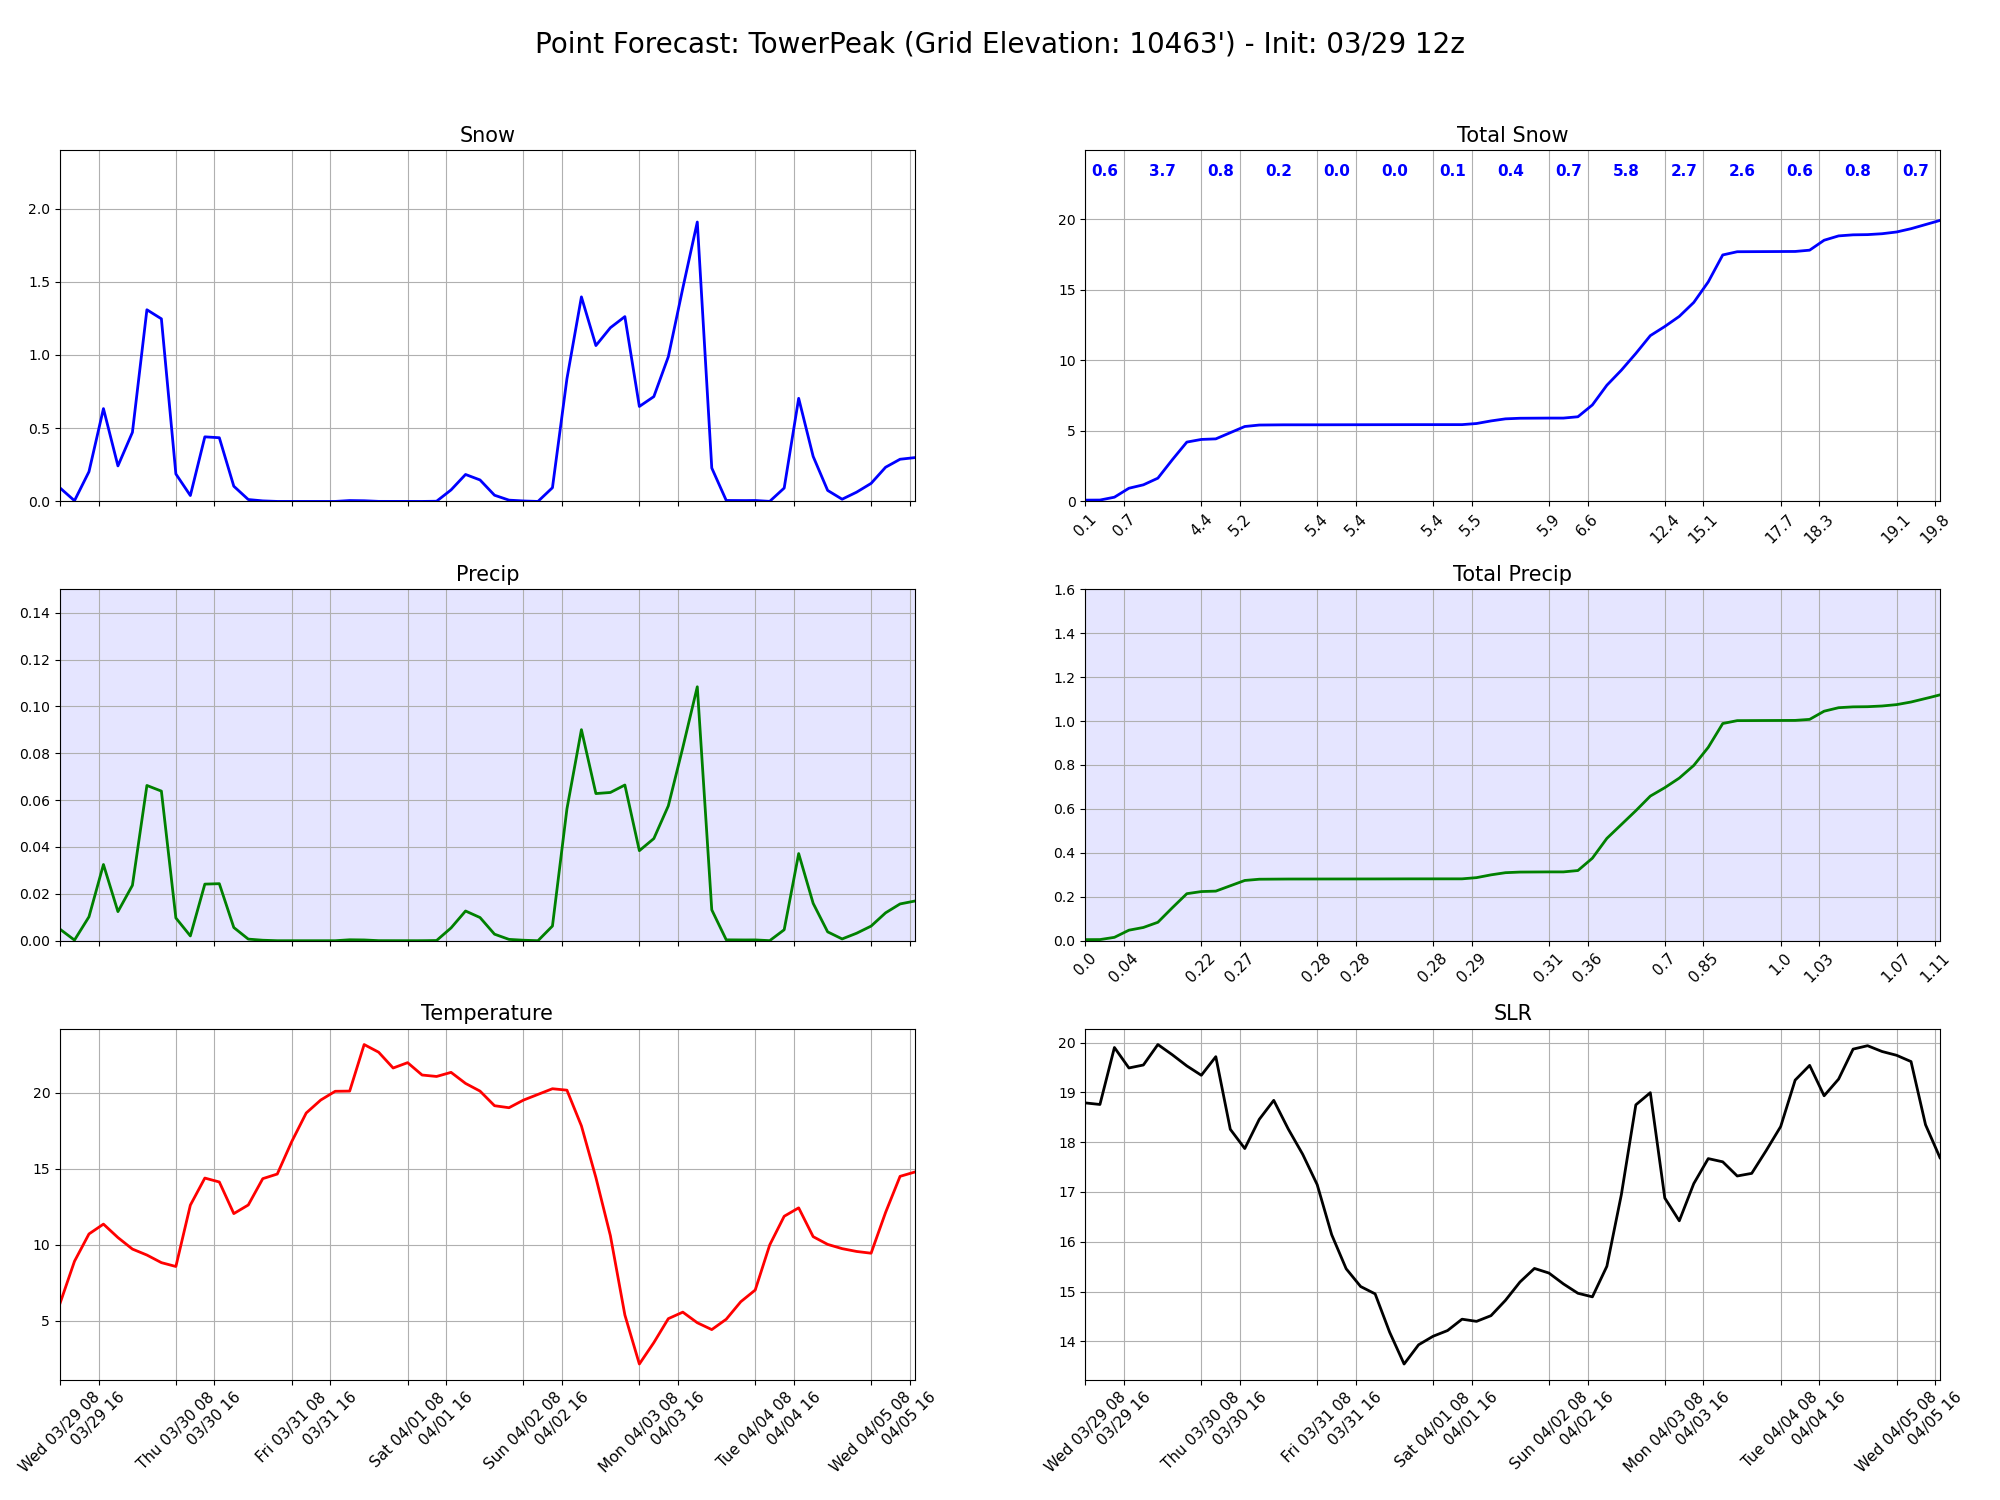 Point Forecast: TowerPeak (Grid Elevation: 10463') - Init: 03/29 12z
Snow
2.0
1.5
1.0
0.5
0.0
Total Snow
0.6 3.7 0.8 0.2 0.0 0.0 0.1 0.4 0.7 5.8 2.7 2.6 0.6 0.8 0.7
20
15
10
5
0
0.1 0.7 4.4 5.2 5.4 5.4 5.4 5.5 5.9 6.6 12.4 15.1 17.7 18.3 19.1 19.8
Precip
0.14
0.12
0.10
0.08
0.06
0.04
0.02
0.00
Total Precip
1.6
1.4
1.2
1.0
0.8
0.6
0.4
0.2
0.0
0.0 0.04 0.22 0.27 0.28 0.28 0.28 0.29 0.31 0.36 0.7 0.85 1.0 1.03 1.07 1.11
Temperature
20
15
10
5
Wed 03/29 08
03/29 16
Thu 03/30 08
03/30 16
Fri 03/31 08
03/31 16
Sat 04/01 08
04/01 16
Sun 04/02 08
04/02 16
Mon 04/03 08
04/03 16
Tue 04/04 08
04/04 16
Wed 04/05 08
04/05 16
SLR
20
19
18
17
16
15
14
Wed 03/29 08
03/29 16
Thu 03/30 08
03/30 16
Fri 03/31 08
03/31 16
Sat 04/01 08
04/01 16
Sun 04/02 08
04/02 16
Mon 04/03 08
04/03 16
Tue 04/04 08
04/04 16
Wed 04/05 08
04/05 16